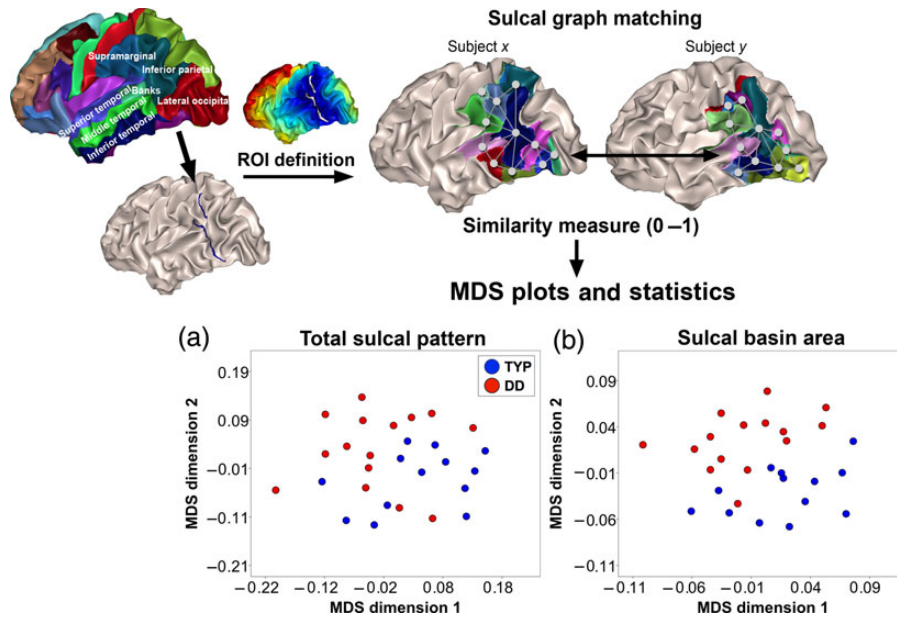 Sulcal graph matching
Subject x
Subject y
Supramarginal
Inferior parietal
Banks
Lateral occipital
Superior temporal
Middle temporal
Inferior temporal
ROI definition
Similarity measure (0–1)
MDS plots and statistics
(a)
Total sulcal pattern
TYP
DD
MDS dimension 2
0.19
0.09
−0.01
−0.11
−0.21
−0.22
−0.12
−0.02
0.08
0.18
MDS dimension 1
(b)
Sulcal basin area
MDS dimension 2
0.09
0.04
−0.01
−0.06
−0.11
−0.11
−0.06
−0.01
0.04
0.09
MDS dimension 1